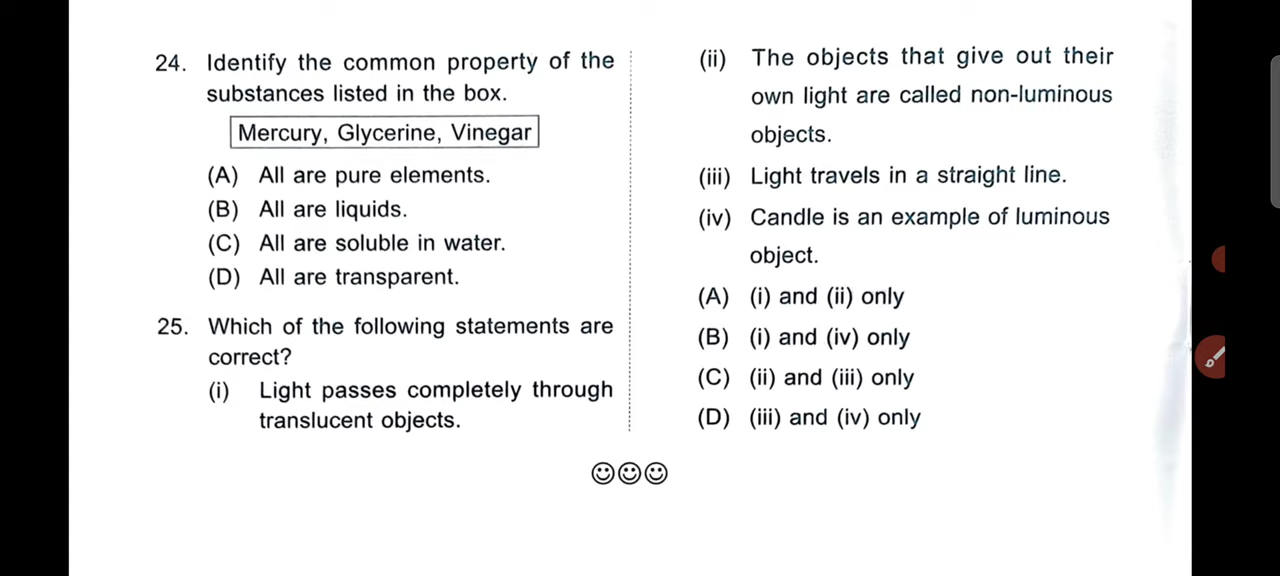 24. Identify the common property of the
substances listed in the box.
Mercury, Glycerine, Vinegar
(A) All are pure elements.
(B) All are liquids.
(C) All are soluble in water.
(D) All are transparent.
25. Which of the following statements are
correct?
(i) Light passes completely through
translucent objects.
(ii) The objects that give out their
own light are called non-luminous
objects.
(iii) Light travels in a straight line.
(iv) Candle is an example of luminous
object.
(A) (i) and (ii) only
(B) (i) and (iv) only
(C) (ii) and (iii) only
(D) (iii) and (iv) only